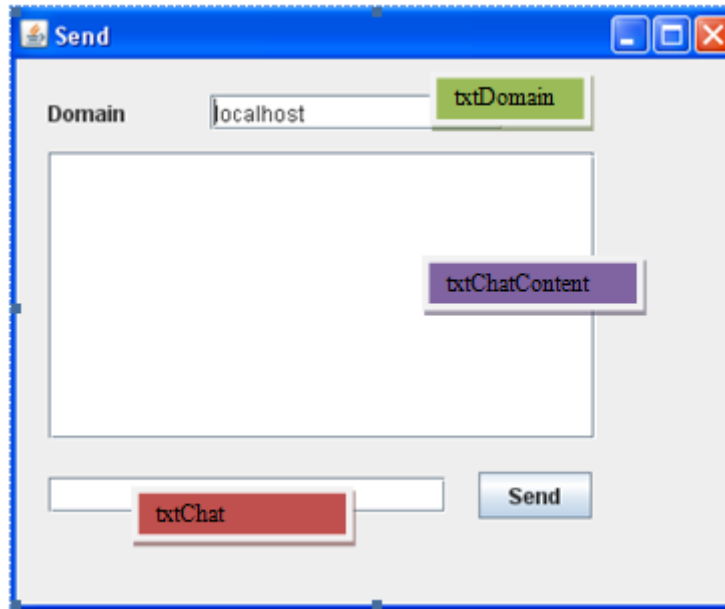 Send
Domain
localhost
txtDomain
txtChatContent
txtChat
Send